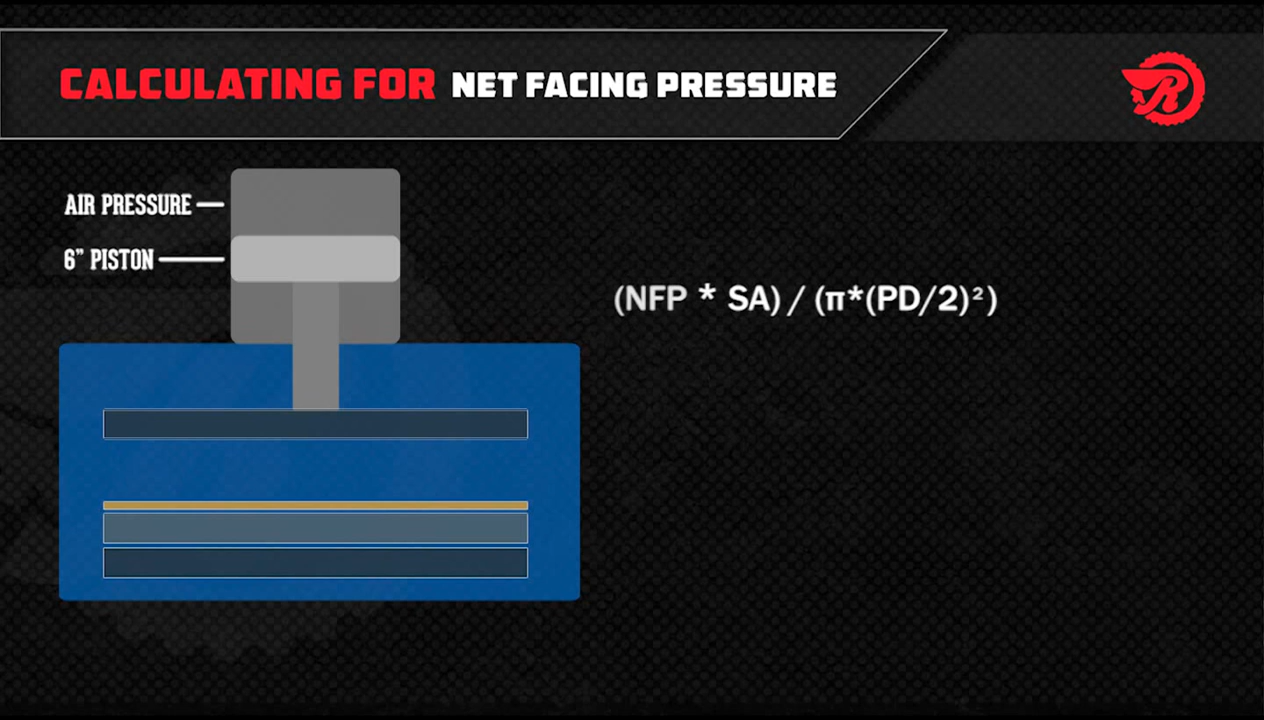 CALCULATING FOR NET FACING PRESSURE
R
AIR PRESSURE
6” PISTON
(NFP * SA) / (π*(PD/2)²)